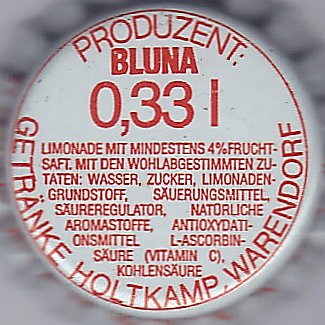 PRODUZENT:
BLUNA
0,33 l
LIMONADE MIT MINDESTENS 4%FRUCHT-
SAFT. MIT DEN WOHLABGESTIMMTEN ZU-
TATEN: WASSER, ZUCKER, LIMONADEN-
GRUNDSTOFF, SÄUERUNGSMITTEL,
SÄUREREGULATOR, NATÜRLICHE
AROMASTOFFE, ANTIOXYDATI-
ONSMITTEL L-ASCORBIN-
SÄURE (VITAMIN C),
KOHLENSÄURE
GETRÄNKE HOLTKAMP, WARENDORF